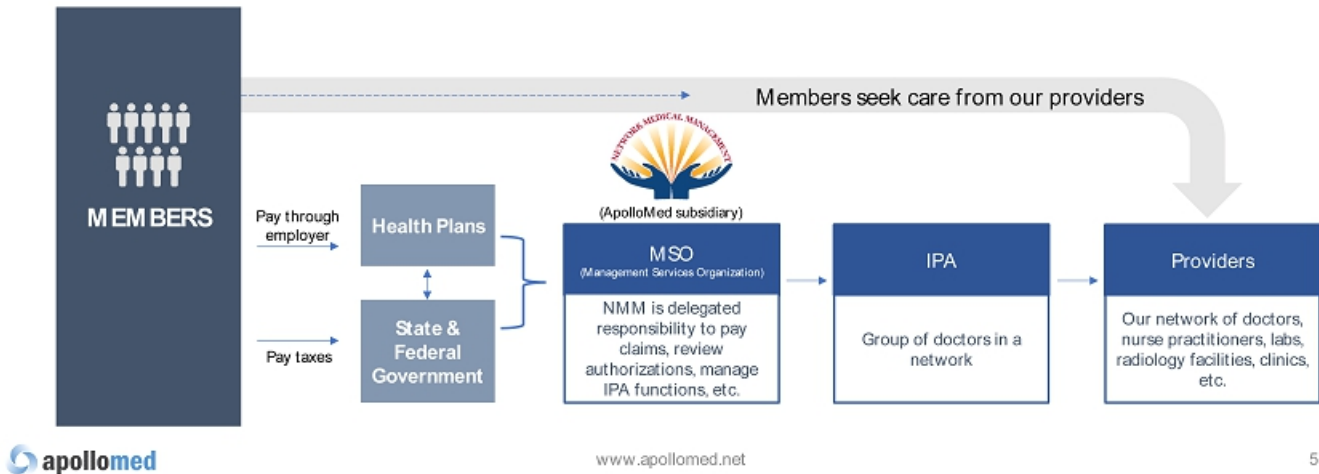 Members seek care from our providers
NETWORK MEDICAL MANAGEMENT
(ApolloMed subsidiary)
MEMBERS
Pay through
employer
Pay taxes
Health Plans
State &
Federal
Government
MSO
(Management Services Organization)
NMM is delegated
responsibility to pay
claims, review
authorizations, manage
IPA functions, etc.
IPA
Group of doctors in a
network
Providers
Our network of doctors,
nurse practitioners, labs,
radiology facilities, clinics,
etc.
apollomed
www.apollomed.net
5